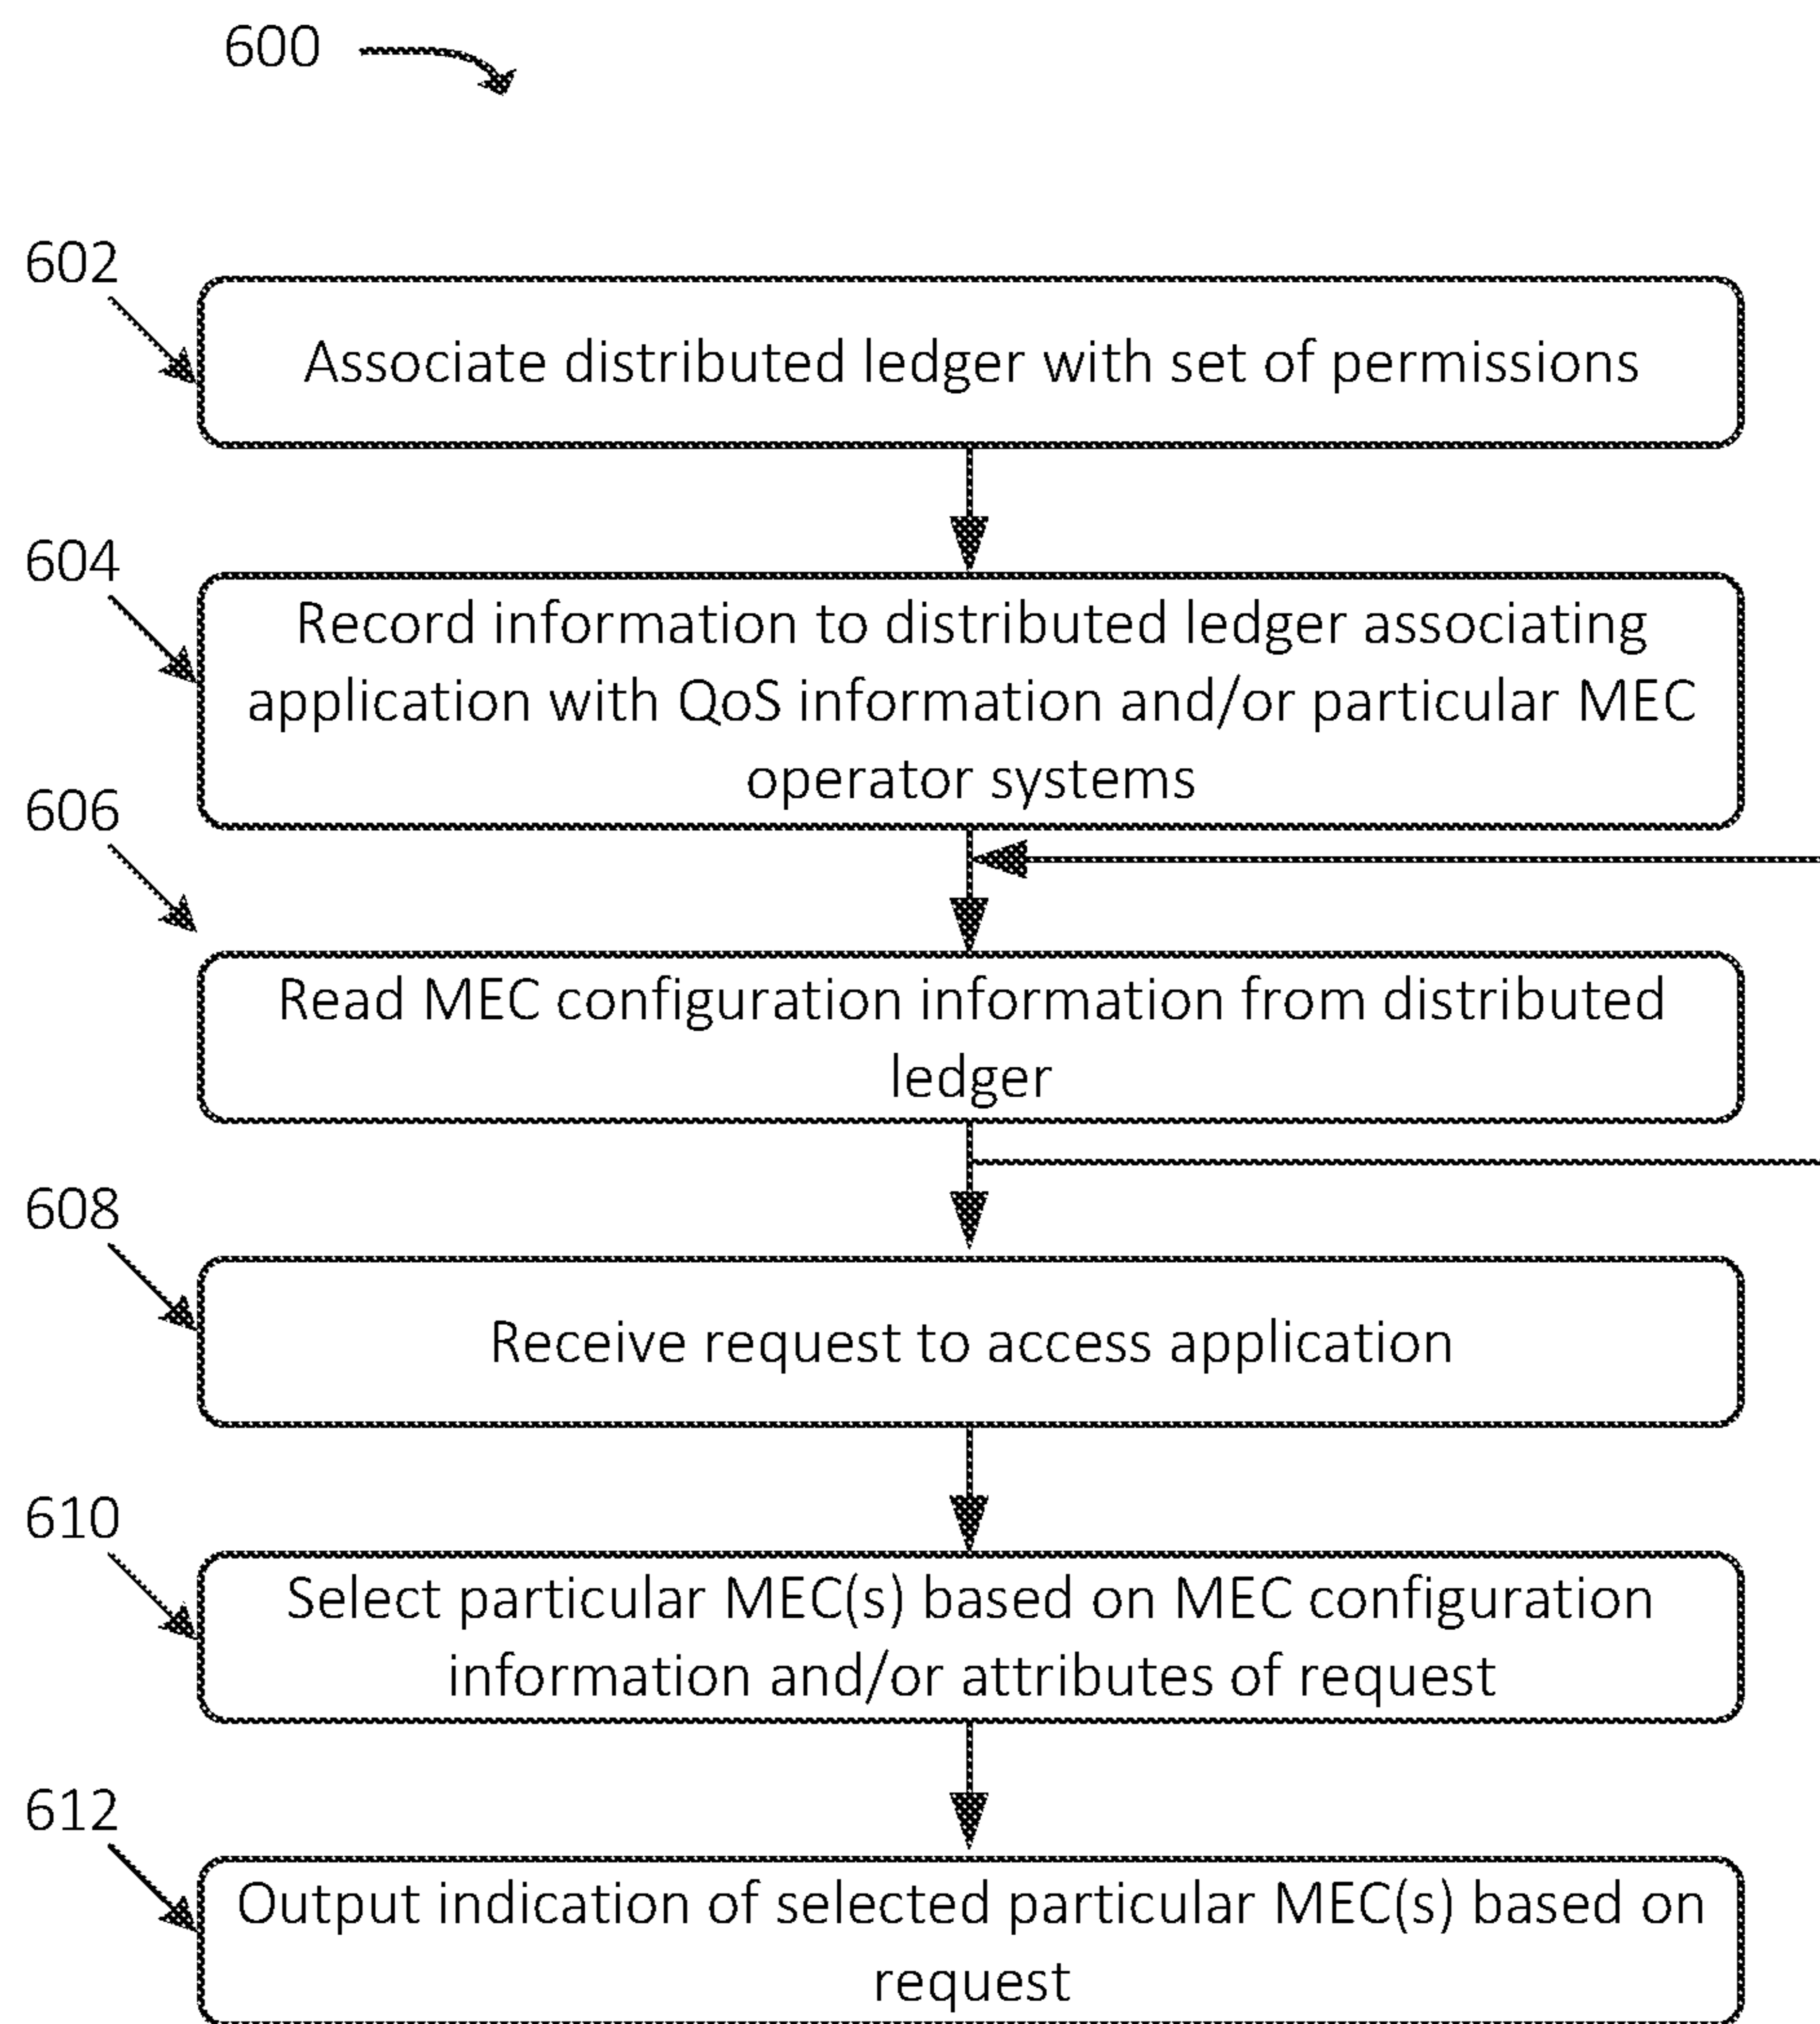 600
602
Associate distributed ledger with set of permissions
604
Record information to distributed ledger associating
application with QoS information and/or particular MEC
operator systems
606
Read MEC configuration information from distributed
ledger
608
Receive request to access application
610
Select particular MEC(s) based on MEC configuration
information and/or attributes of request
612
Output indication of selected particular MEC(s) based on
request